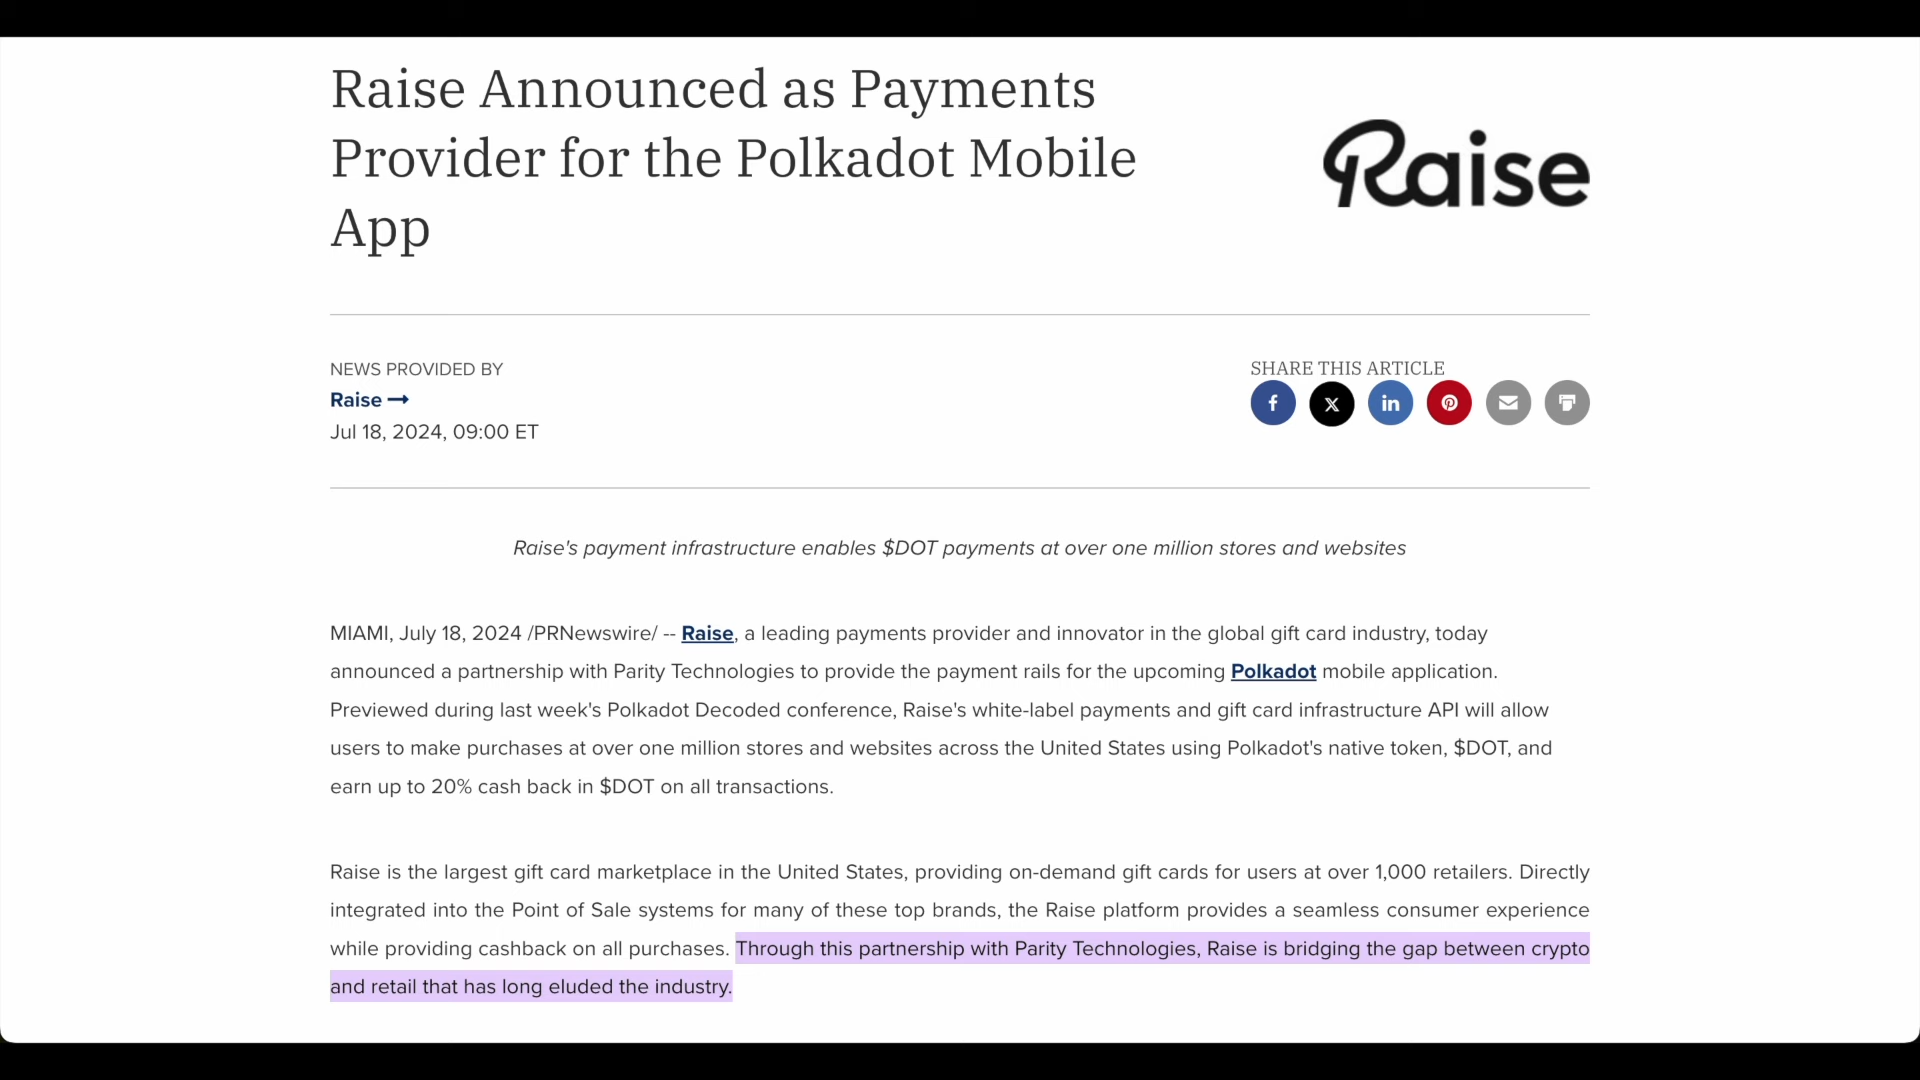 Raise Announced as Payments
Provider for the Polkadot Mobile
App
Raise
NEWS PROVIDED BY
Raise
Jul 18, 2024, 09:00 ET
SHARE THIS ARTICLE
Raise's payment infrastructure enables $DOT payments at over one million stores and websites
MIAMI, July 18, 2024 /PRNewswire/ -- Raise, a leading payments provider and innovator in the global gift card industry, today
announced a partnership with Parity Technologies to provide the payment rails for the upcoming Polkadot mobile application.
Previewed during last week's Polkadot Decoded conference, Raise's white-label payments and gift card infrastructure API will allow
users to make purchases at over one million stores and websites across the United States using Polkadot's native token, $DOT, and
earn up to 20% cash back in $DOT on all transactions.
Raise is the largest gift card marketplace in the United States, providing on-demand gift cards for users at over 1,000 retailers. Directly
integrated into the Point of Sale systems for many of these top brands, the Raise platform provides a seamless consumer experience
while providing cashback on all purchases. Through this partnership with Parity Technologies, Raise is bridging the gap between crypto
and retail that has long eluded the industry.